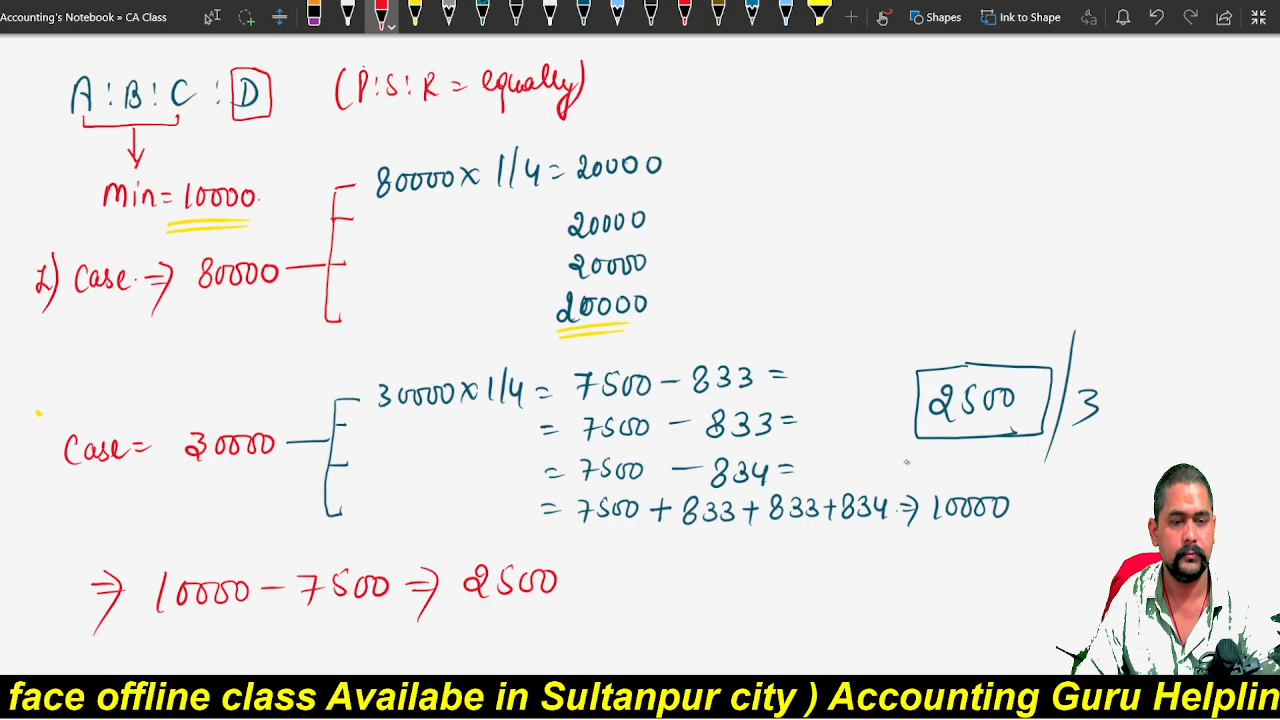 Accounting's Notebook » CA Class
Shapes
Ink to Shape
A : B : C : D (P:S:R = equally)
Min = 10000
80000 x 1/4 = 20000
20000
20000
20000
1) Case ⇒ 80000
30000 x 1/4 = 7500 - 833 =
= 7500 - 833 =
= 7500 - 834 =
= 7500 + 833 + 833 + 834 ⇒ 10000
2500 / 3
Case = 30000
⇒ 10000 - 7500 ⇒ 2500
face offline class Availabe in Sultanpur city ) Accounting Guru Helplin